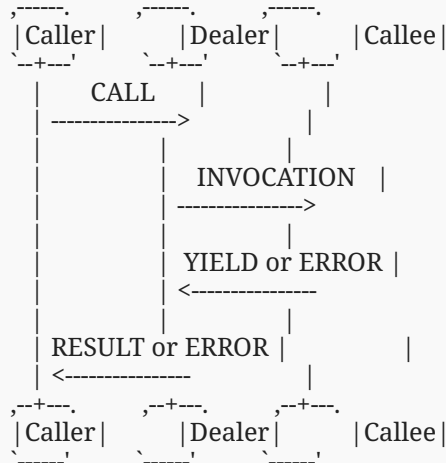 ,------.          ,------.          ,------.
|Caller|          |Dealer|          |Callee|
`--+---'          `--+---'          `--+---'
   |       CALL      |                 |
   | ---------------->                 |
   |                 |                 |
   |                 |    INVOCATION   |
   |                 | ---------------->
   |                 |                 |
   |                 |  YIELD or ERROR |
   |                 | <----------------
   |                 |                 |
   | RESULT or ERROR |                 |
   | <----------------                 |
,--+---.          ,--+---.          ,--+---.
|Caller|          |Dealer|          |Callee|
`------'          `------'          `------'